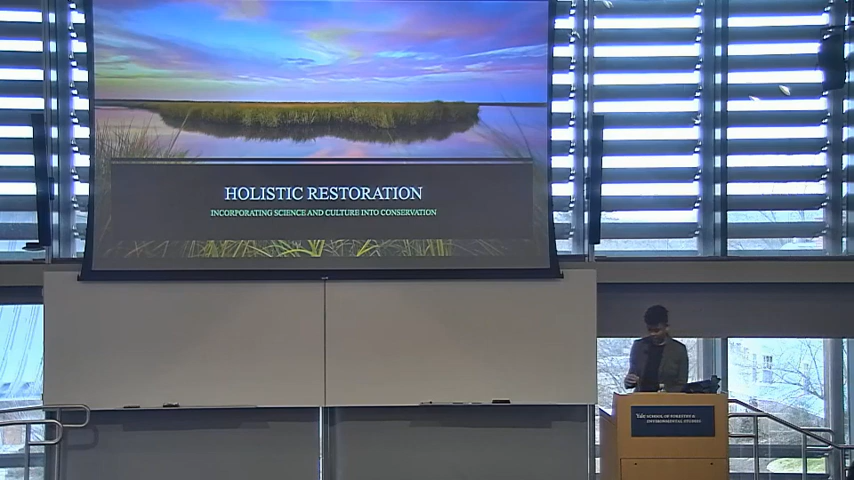 HOLISTIC RESTORATION
INCORPORATING SCIENCE AND CULTURE INTO CONSERVATION
Yale SCHOOL OF FORESTRY &
ENVIRONMENTAL STUDIES